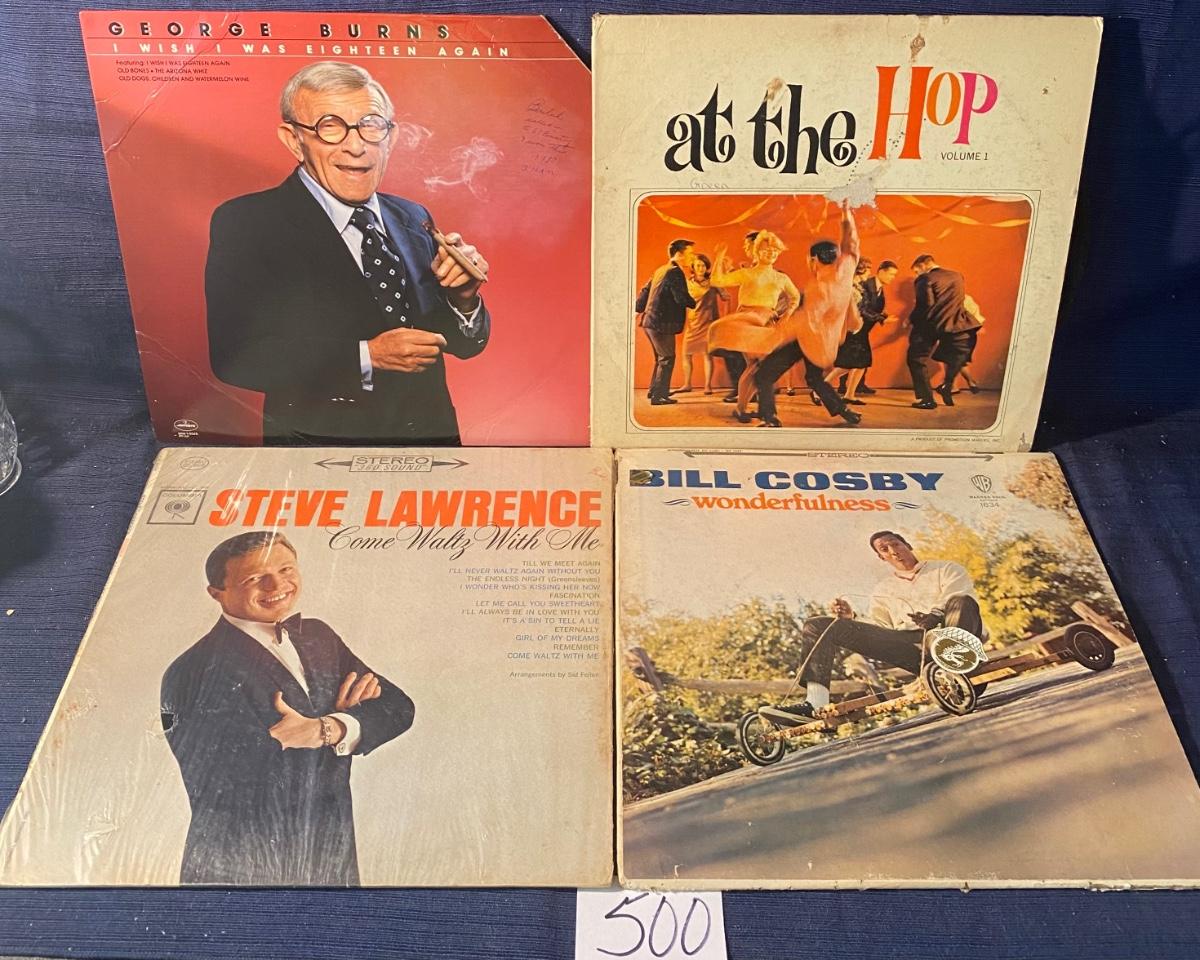 GEORGE BURNS
I WISH I WAS EIGHTEEN AGAIN
Featuring: I WISH I WAS EIGHTEEN AGAIN
OLD BONES • THE ARIZONA WHIZ
OLD DOGS, CHILDREN AND WATERMELON WINE
at the HOP
VOLUME 1
A PRODUCT OF PROMOTION MAKERS, INC.
STEREO
"360 SOUND"
COLUMBIA
STEVE LAWRENCE
Come Waltz With Me
TILL WE MEET AGAIN
I'LL NEVER WALTZ AGAIN WITHOUT YOU
THE ENDLESS NIGHT (Greensleeves)
I WONDER WHO'S KISSING HER NOW
FASCINATION
LET ME CALL YOU SWEETHEART
I'LL ALWAYS BE IN LOVE WITH YOU
IT'S A SIN TO TELL A LIE
ETERNALLY
GIRL OF MY DREAMS
REMEMBER
COME WALTZ WITH ME
Arrangements by Sid Feller
STEREO
BILL COSBY
wonderfulness
WB
WARNER BROS.
1634
500